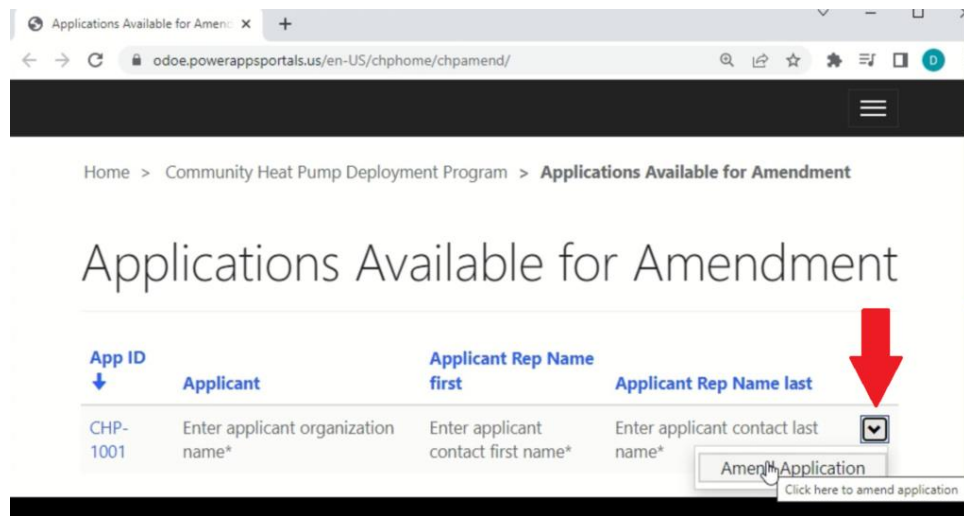 Applications Available for Amend
odoe.powerappsportals.us/en-US/chphome/chpamend/
D
Home > Community Heat Pump Deployment Program > Applications Available for Amendment
Applications Available for Amendment
App ID
Applicant
Applicant Rep Name
first
Applicant Rep Name last
CHP-
1001
Enter applicant organization
name*
Enter applicant
contact first name*
Enter applicant contact last
name*
Amend Application
Click here to amend application